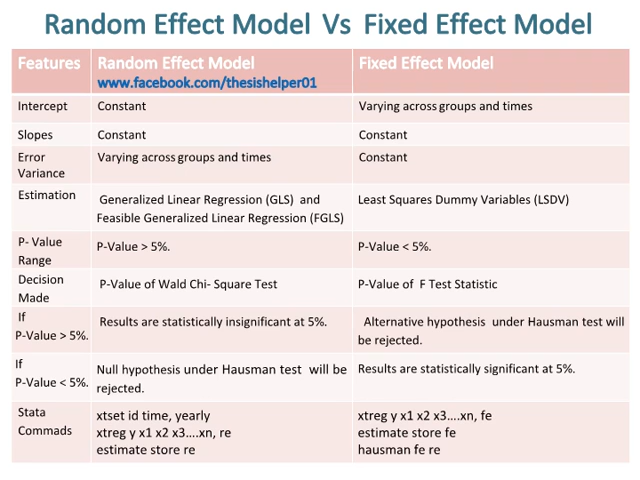 Random Effect Model Vs Fixed Effect Model
Features Random Effect Model Fixed Effect Model
www.facebook.com/thesishelper01
Intercept Constant Varying across groups and times
Slopes Constant Constant
Error Varying across groups and times Constant
Variance
Estimation Generalized Linear Regression (GLS) and Least Squares Dummy Variables (LSDV)
Feasible Generalized Linear Regression (FGLS)
P- Value P-Value > 5%. P-Value < 5%.
Range
Decision P-Value of Wald Chi- Square Test P-Value of F Test Statistic
Made
If Results are statistically insignificant at 5%. Alternative hypothesis under Hausman test will
P-Value > 5%. be rejected.
If Null hypothesis under Hausman test will be Results are statistically significant at 5%.
P-Value < 5%. rejected.
Stata xtset id time, yearly xtreg y x1 x2 x3....xn, fe
Commads xtreg y x1 x2 x3....xn, re estimate store fe
estimate store re hausman fe re